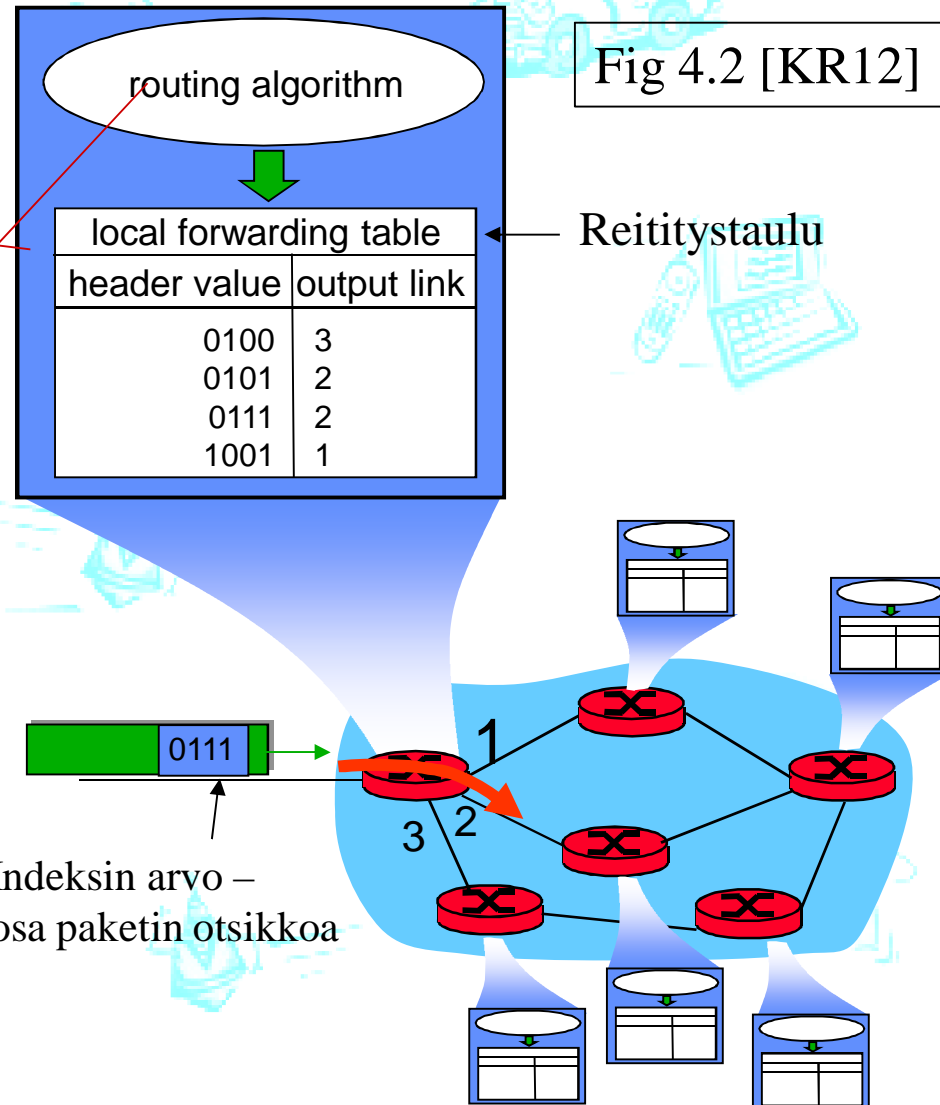 Fig 4.2 [KR12]
routing algorithm
local forwarding table
header value output link
0100 3
0101 2
0111 2
1001 1
Reititystaulu
0111
1
2
3
Indeksin arvo –
osa paketin otsikkoa